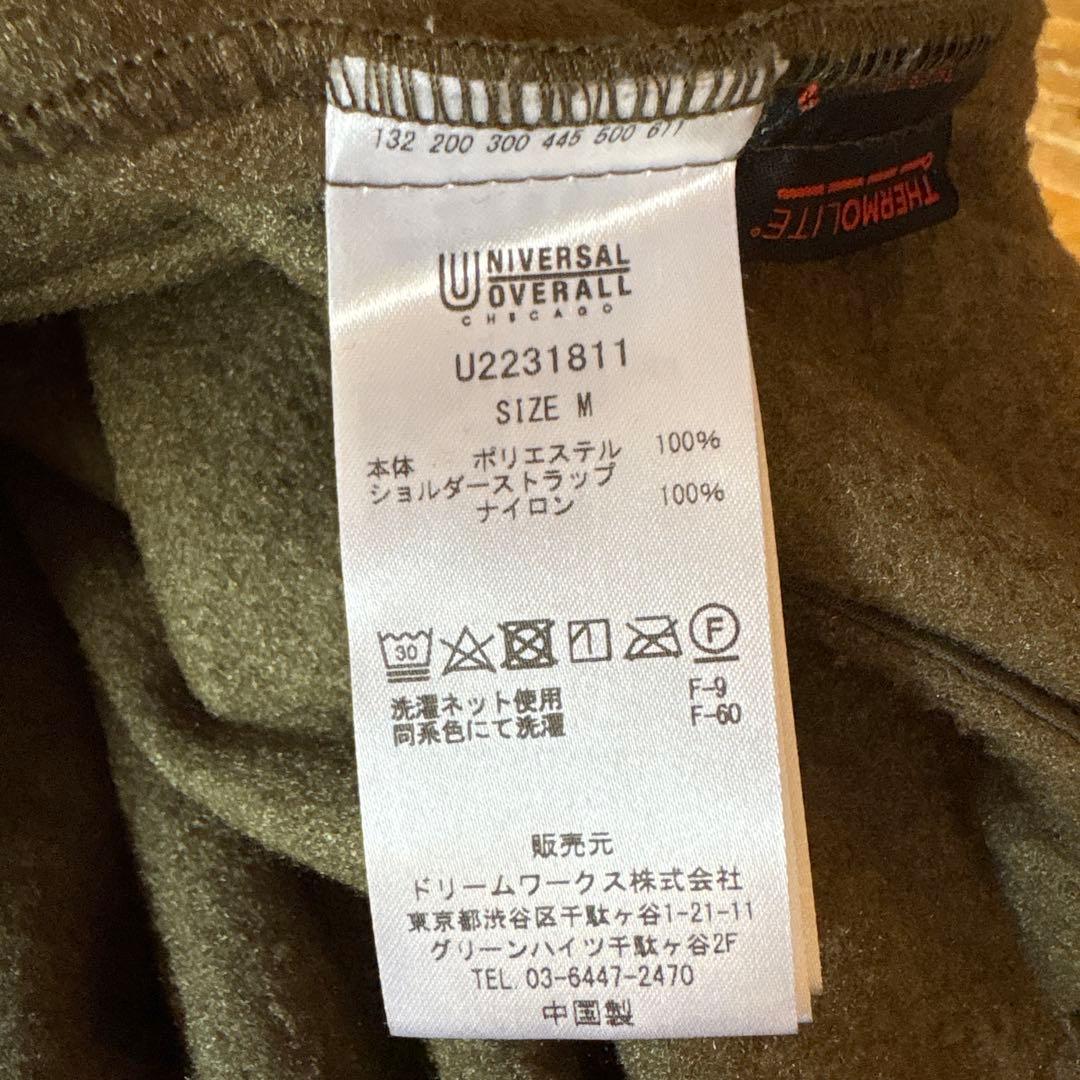 132 200 300 445 500 611
THERMOLITE®
UNIVERSAL
OVERALL
CHICAGO
U2231811
SIZE M
本体 ポリエステル 100%
ショルダーストラップ
ナイロン 100%
30
F
洗濯ネット使用 F-9
同系色にて洗濯 F-60
販売元
ドリームワークス株式会社
東京都渋谷区千駄ヶ谷1-21-11
グリーンハイツ千駄ヶ谷2F
TEL 03-6447-2470
中国製